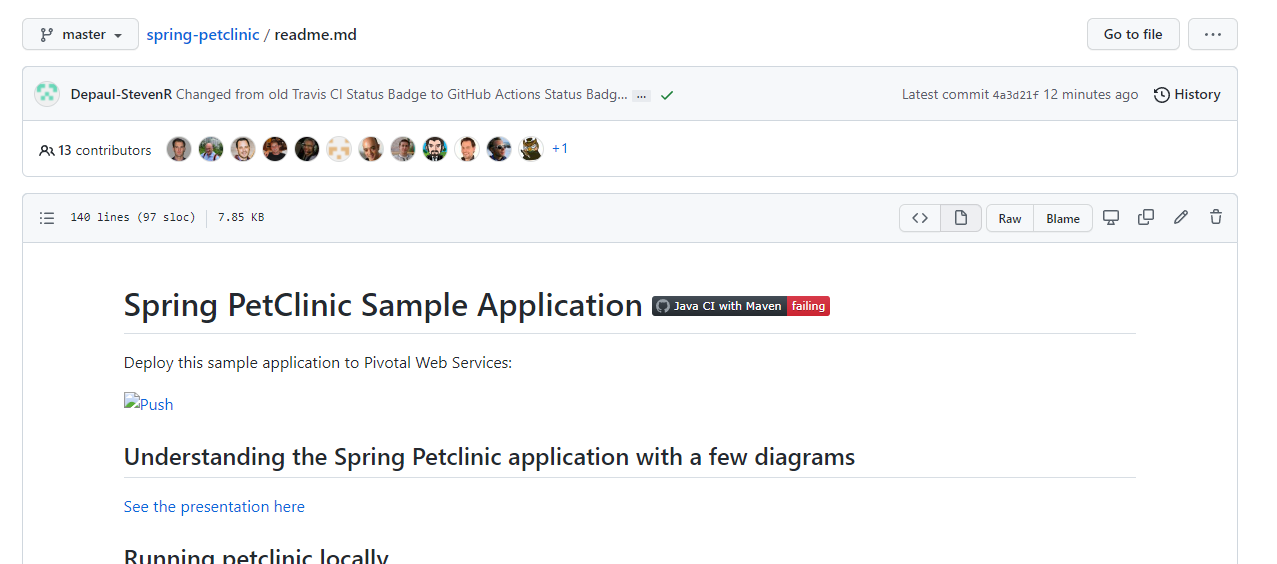 master spring-petclinic / readme.md Go to file ...
Depaul-StevenR Changed from old Travis CI Status Badge to GitHub Actions Status Badg... ... Latest commit 4a3d21f 12 minutes ago History
13 contributors +1
140 lines (97 sloc) 7.85 KB <> Raw Blame
Spring PetClinic Sample Application Java CI with Maven failing
Deploy this sample application to Pivotal Web Services:
Push
Understanding the Spring Petclinic application with a few diagrams
See the presentation here
Running petclinic locally